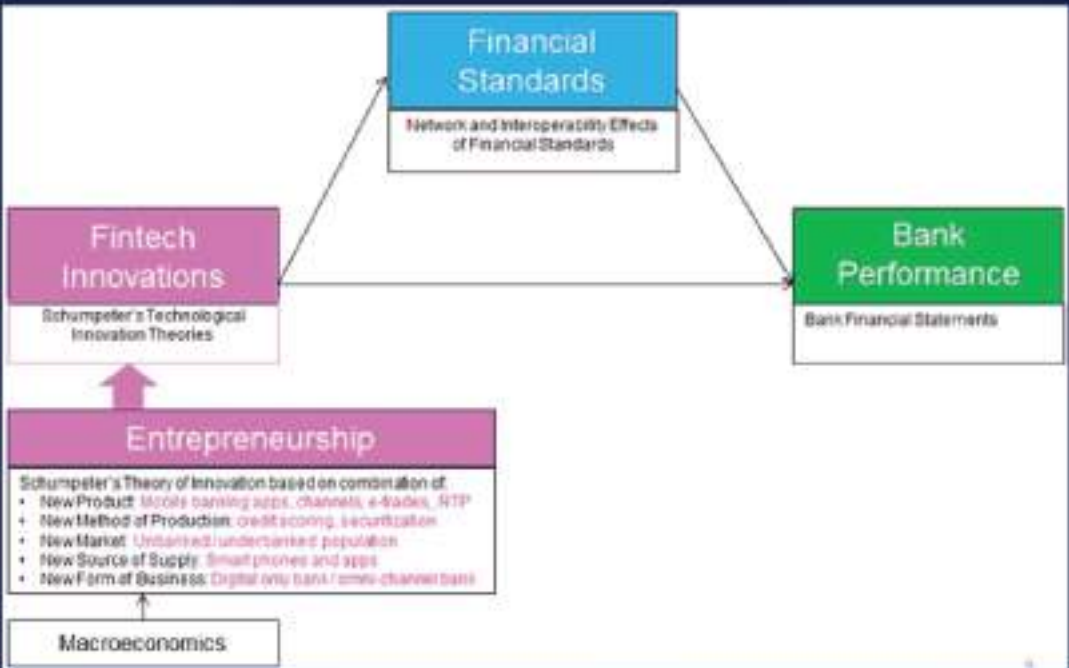 Financial
Standards
Network and Interoperability Effects
of Financial Standards
Fintech
Innovations
Schumpeter's Technological
Innovation Theories
Bank
Performance
Bank Financial Statements
Entrepreneurship
Schumpeter's Theory of Innovation based on combination of
• New Product: Mobile banking apps, channels, e-trades, RTP
• New Method of Production: credit scoring, securitization
• New Market: Unbanked/underbanked population
• New Source of Supply: Smart phones and apps
• New Form of Business: Digital only bank / omni-channel bank
Macroeconomics